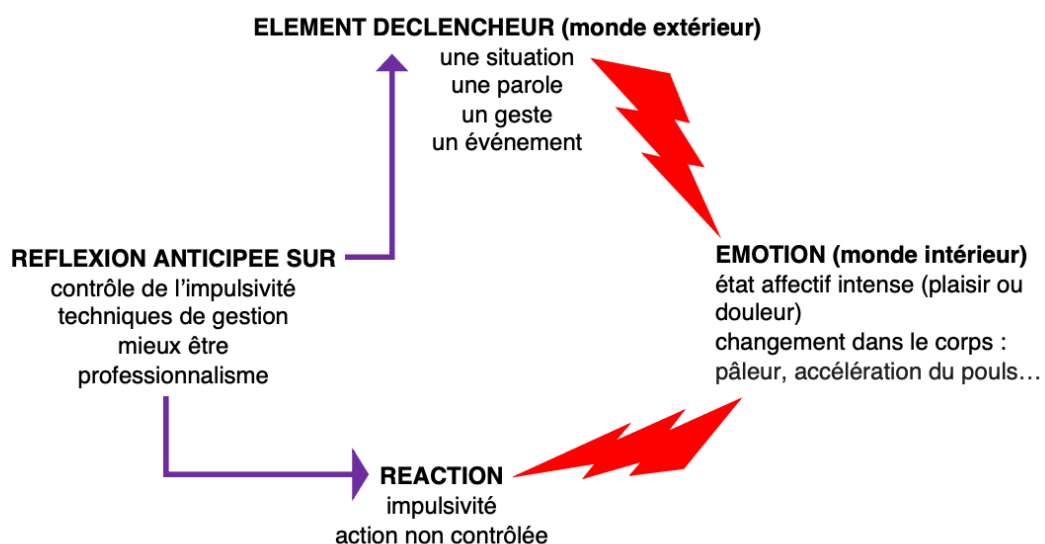 ELEMENT DECLENCHEUR (monde extérieur)
une situation
une parole
un geste
un événement
REFLEXION ANTICIPEE SUR
contrôle de l'impulsivité
techniques de gestion
mieux être
professionnalisme
EMOTION (monde intérieur)
état affectif intense (plaisir ou
douleur)
changement dans le corps :
pâleur, accélération du pouls…
REACTION
impulsivité
action non contrôlée